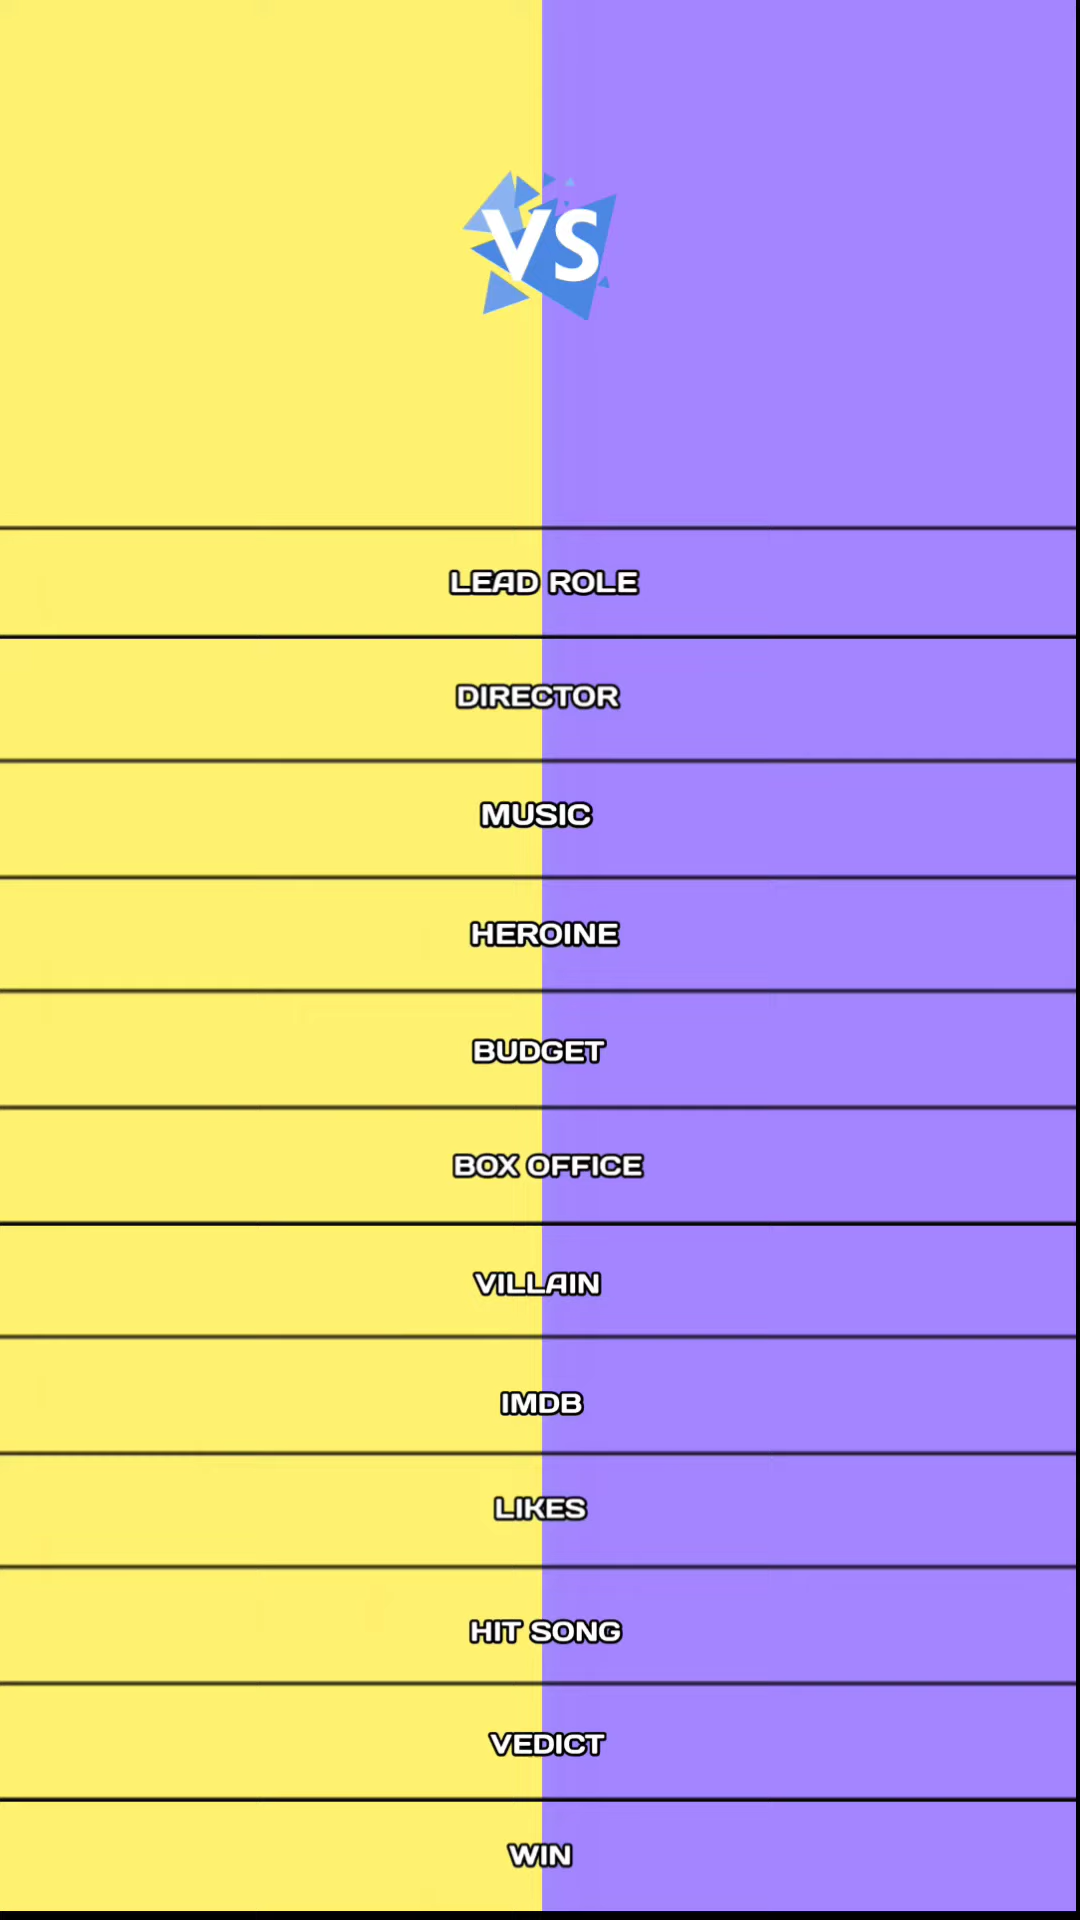 VS
LEAD ROLE
DIRECTOR
MUSIC
HEROINE
BUDGET
BOX OFFICE
VILLAIN
IMDB
LIKES
HIT SONG
VEDICT
WIN